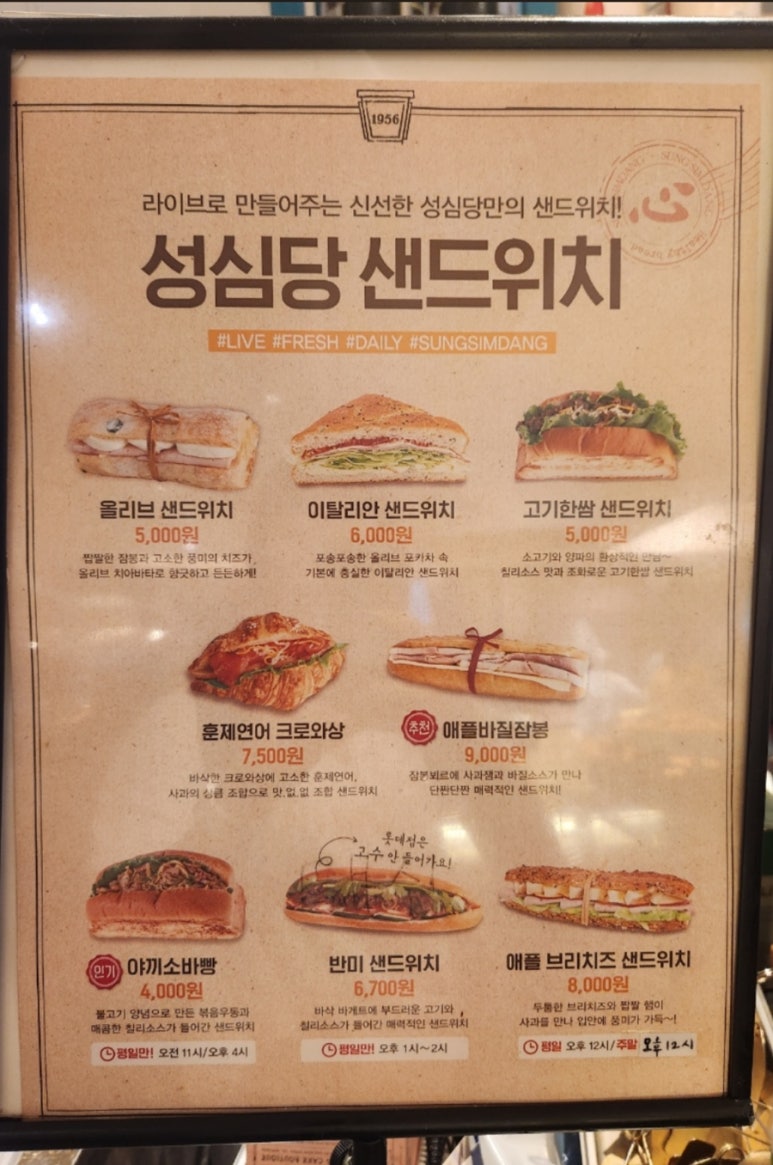 1956
라이브로 만들어주는 신선한 성심당만의 샌드위치!
성심당 샌드위치
#LIVE #FRESH #DAILY #SUNGSIMDANG
SUNG SIM DANG
心
Healthy bread
올리브 샌드위치
5,000원
짭짤한 잠봉과 고소한 풍미의 치즈가,
올리브 치아바타로 향긋하고 든든하게!
이탈리안 샌드위치
6,000원
포송포송한 올리브 포카차 속
기본에 충실한 이탈리안 샌드위치
고기한쌈 샌드위치
5,000원
소고기와 양파의 환상적인 만남~
칠리소스 맛과 조화로운 고기한쌈 샌드위치
훈제연어 크로와상
7,500원
바삭한 크로와상에 고소한 훈제연어,
사과의 상큼 조합으로 맛.없.없 조합 샌드위치
추천 애플바질잠봉
9,000원
잠봉뵈르에 사과잼과 바질소스가 만나
단짠단짠 매력적인 샌드위치!
인기 야끼소바빵
4,000원
불고기 양념으로 만든 볶음우동과
매콤한 칠리소스가 들어간 샌드위치
평일만! 오전 11시/오후 4시
롯데점은
고수 안 들어가요!
반미 샌드위치
6,700원
바삭 바게트에 부드러운 고기와,
칠리소스가 들어간 매력적인 샌드위치
평일만! 오후 1시~2시
애플 브리치즈 샌드위치
8,000원
두툼한 브리치즈와 짭짤 햄이
사과를 만나 입안에 풍미가 가득~!
평일 오후 12시/주말 오후 12시
CAKE BOUTIQUE